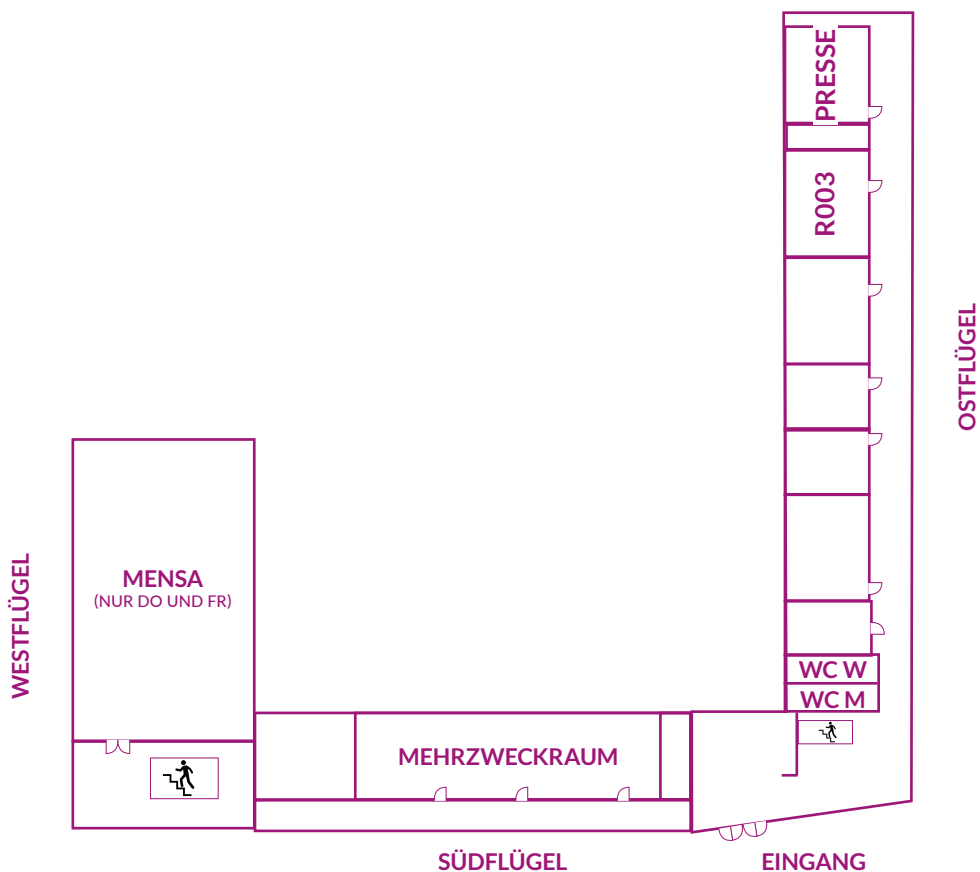 PRESSE
R003
OSTFLÜGEL
WESTFLÜGEL
MENSA
(NUR DO UND FR)
WC W
WC M
MEHRZWECKRAUM
SÜDFLÜGEL
EINGANG